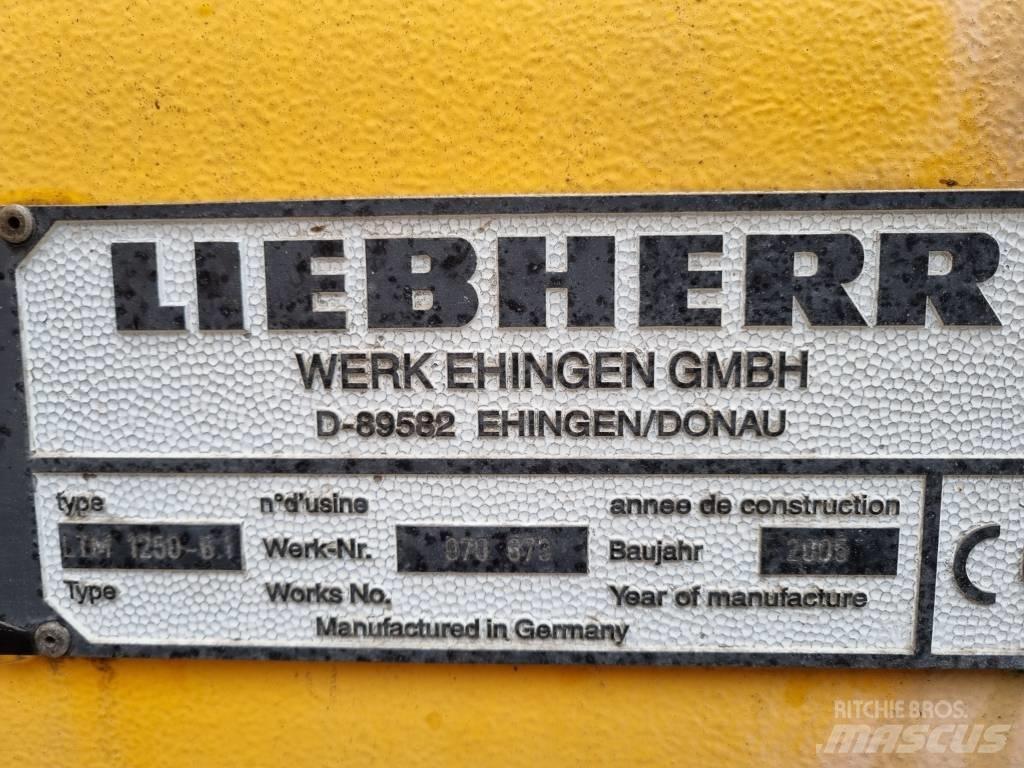 LIEBHERR
WERK EHINGEN GMBH
D-89582 EHINGEN/DONAU
type n°d'usine annee de construction
LTM 1250-6.1 Werk-Nr. 070 Baujahr
Type Works No. Year of manufacture
Manufactured in Germany
RITCHIE BROS.
MASCUS